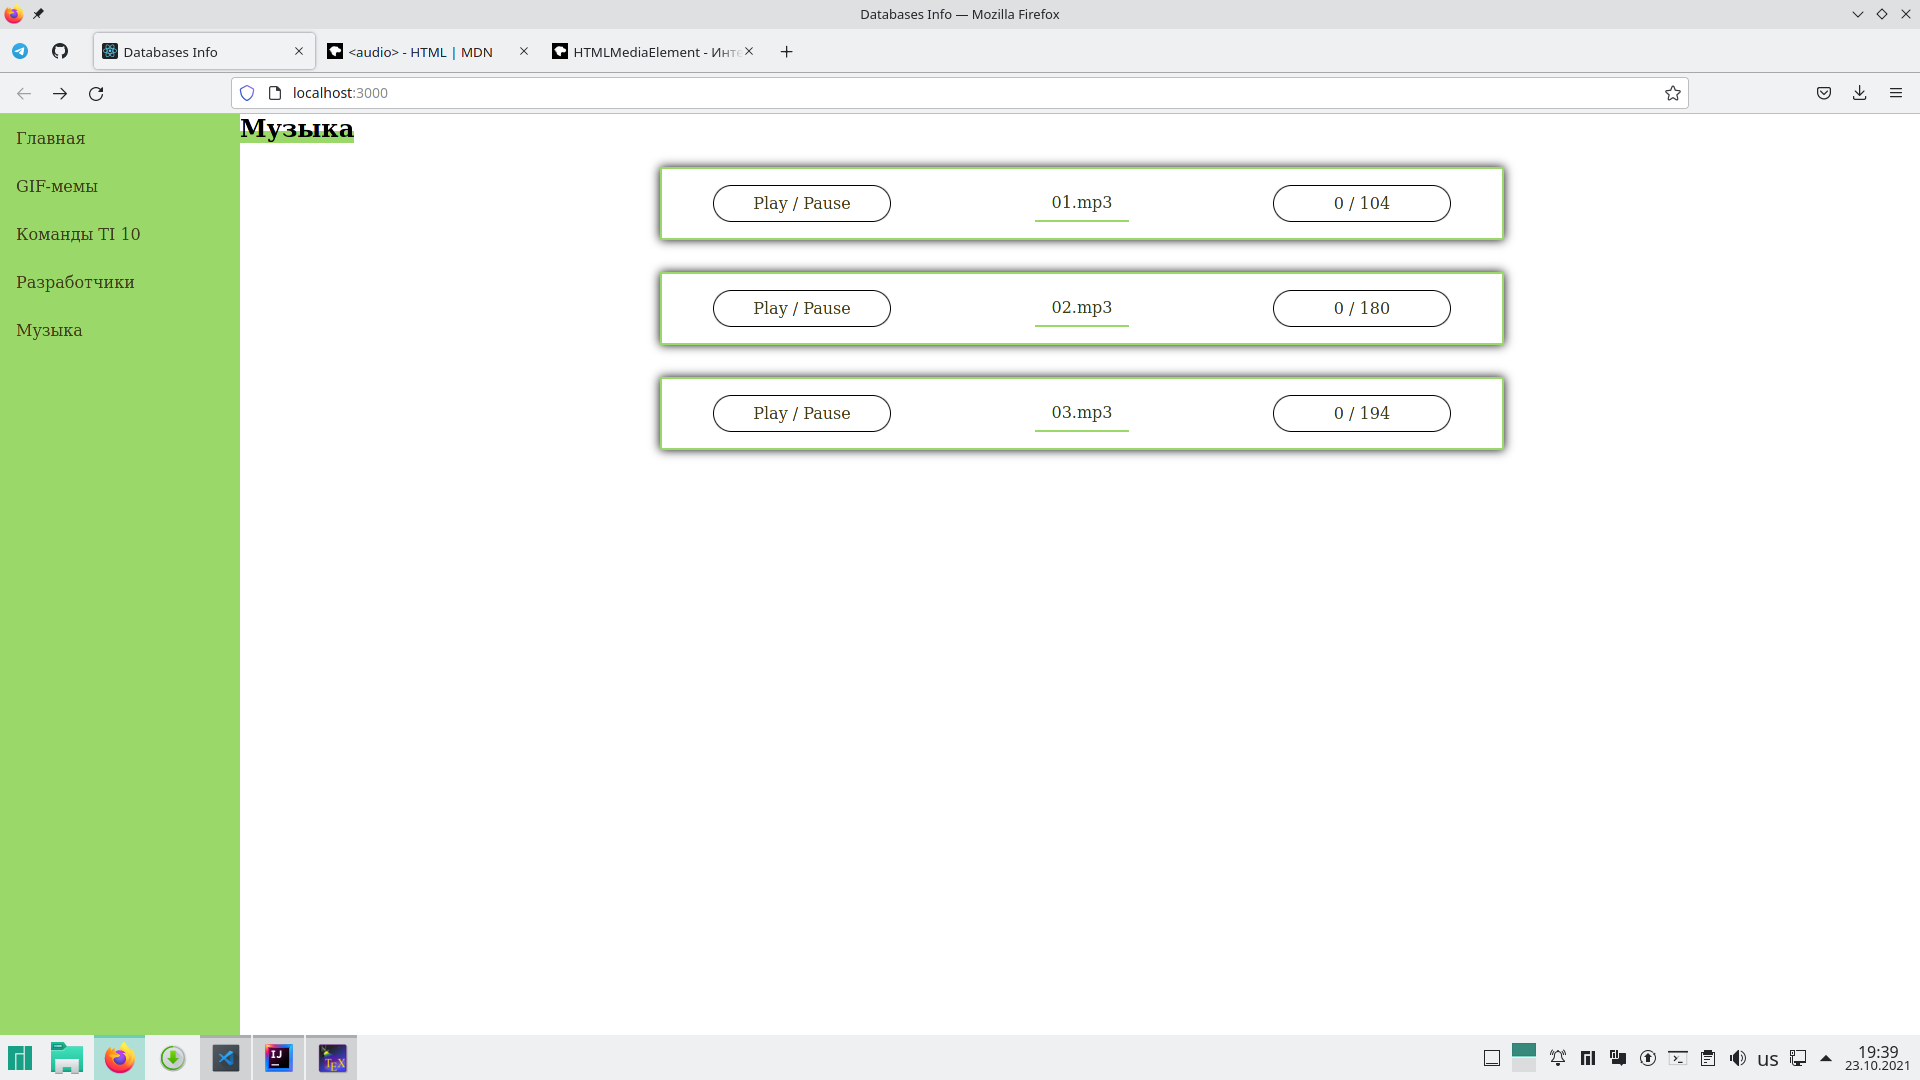 Databases Info — Mozilla Firefox
Databases Info
<audio> - HTML | MDN
HTMLMediaElement - Инте
localhost:3000
Главная
GIF-мемы
Команды TI 10
Разработчики
Музыка
Музыка
Play / Pause 01.mp3 0 / 104
Play / Pause 02.mp3 0 / 180
Play / Pause 03.mp3 0 / 194
IJ
TEX
us
19:39
23.10.2021